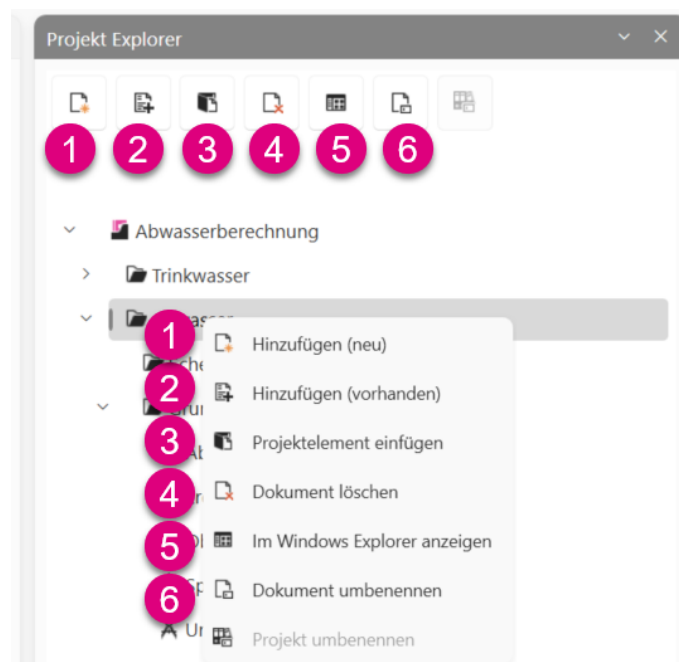 Projekt Explorer
1 2 3 4 5 6
Abwasserberechnung
Trinkwasser
1 Hinzufügen (neu)
2 Hinzufügen (vorhanden)
3 Projektelement einfügen
4 Dokument löschen
5 Im Windows Explorer anzeigen
6 Dokument umbenennen
Projekt umbenennen